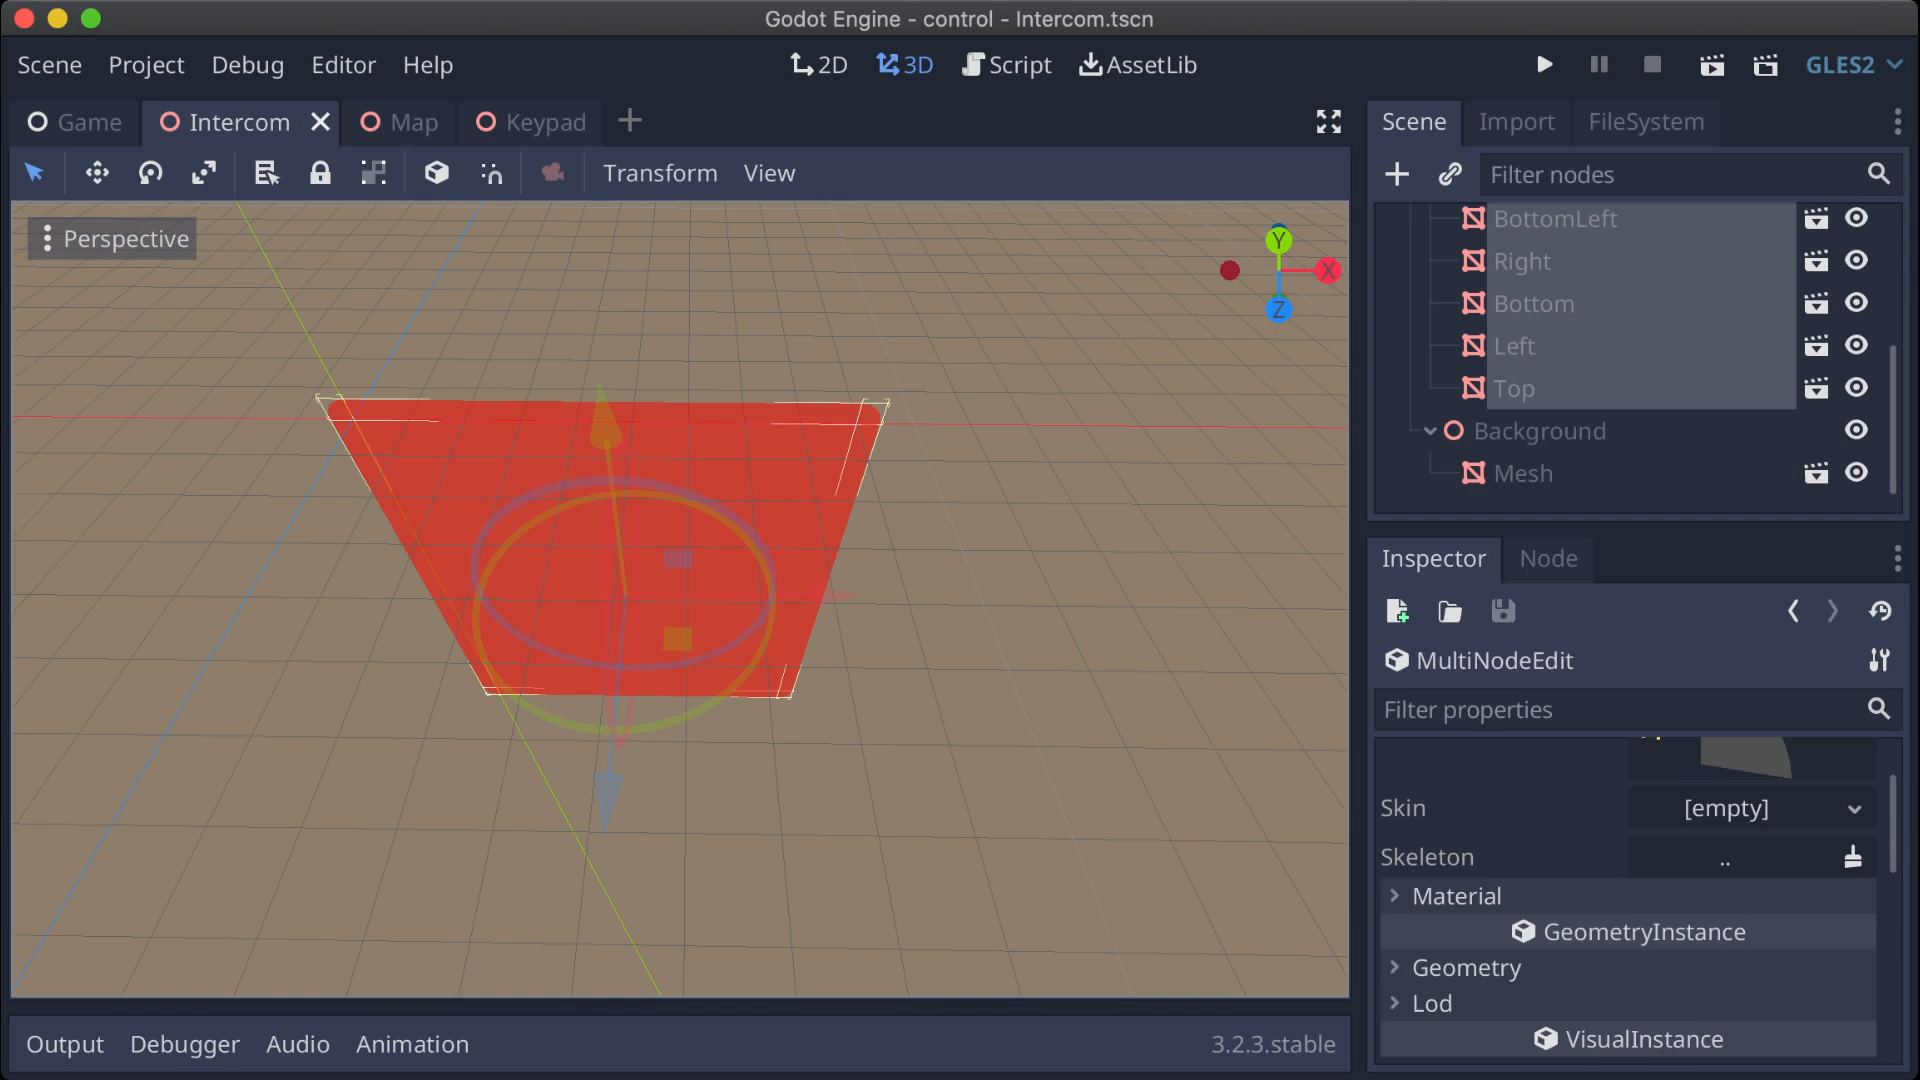 Godot Engine - control - Intercom.tscn
Scene Project Debug Editor Help
2D 3D Script AssetLib
GLES2
Game Intercom Map Keypad
Transform View
Perspective
Y
X
Z
Scene Import FileSystem
Filter nodes
BottomLeft
Right
Bottom
Left
Top
Background
Mesh
Inspector Node
MultiNodeEdit
Filter properties
Skin [empty]
Skeleton ..
Material
GeometryInstance
Geometry
Lod
VisualInstance
Output Debugger Audio Animation
3.2.3.stable